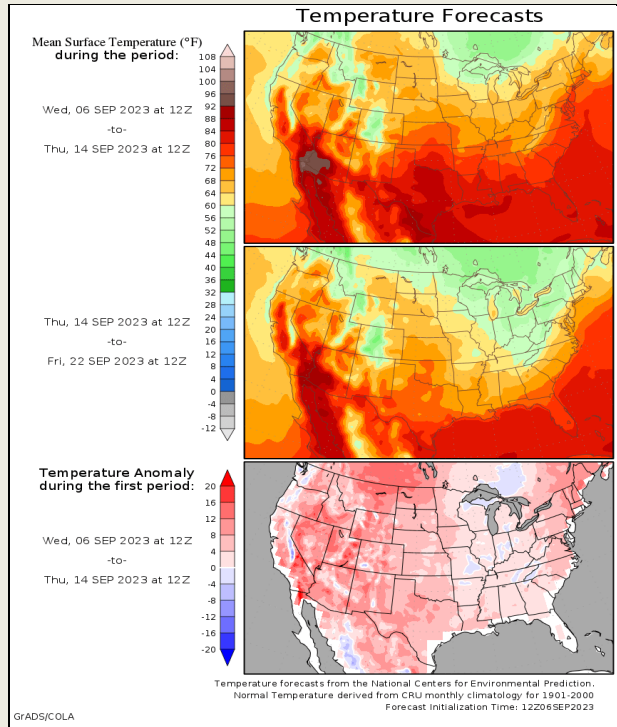 Temperature Forecasts
Mean Surface Temperature (°F)
during the period:
Wed, 06 SEP 2023 at 12Z
-to-
Thu, 14 SEP 2023 at 12Z
108
104
100
96
92
88
84
80
76
72
68
64
60
56
52
48
44
40
36
32
28
24
20
16
12
8
4
0
-4
-8
-12
Thu, 14 SEP 2023 at 12Z
-to-
Fri, 22 SEP 2023 at 12Z
Temperature Anomaly
during the first period:
Wed, 06 SEP 2023 at 12Z
-to-
Thu, 14 SEP 2023 at 12Z
20
16
12
8
4
0
-4
-8
-12
-16
-20
Temperature forecasts from the National Centers for Environmental Prediction.
Normal Temperature derived from CRU monthly climatology for 1901-2000
Forecast Initialization Time: 12Z06SEP2023
GrADS/COLA